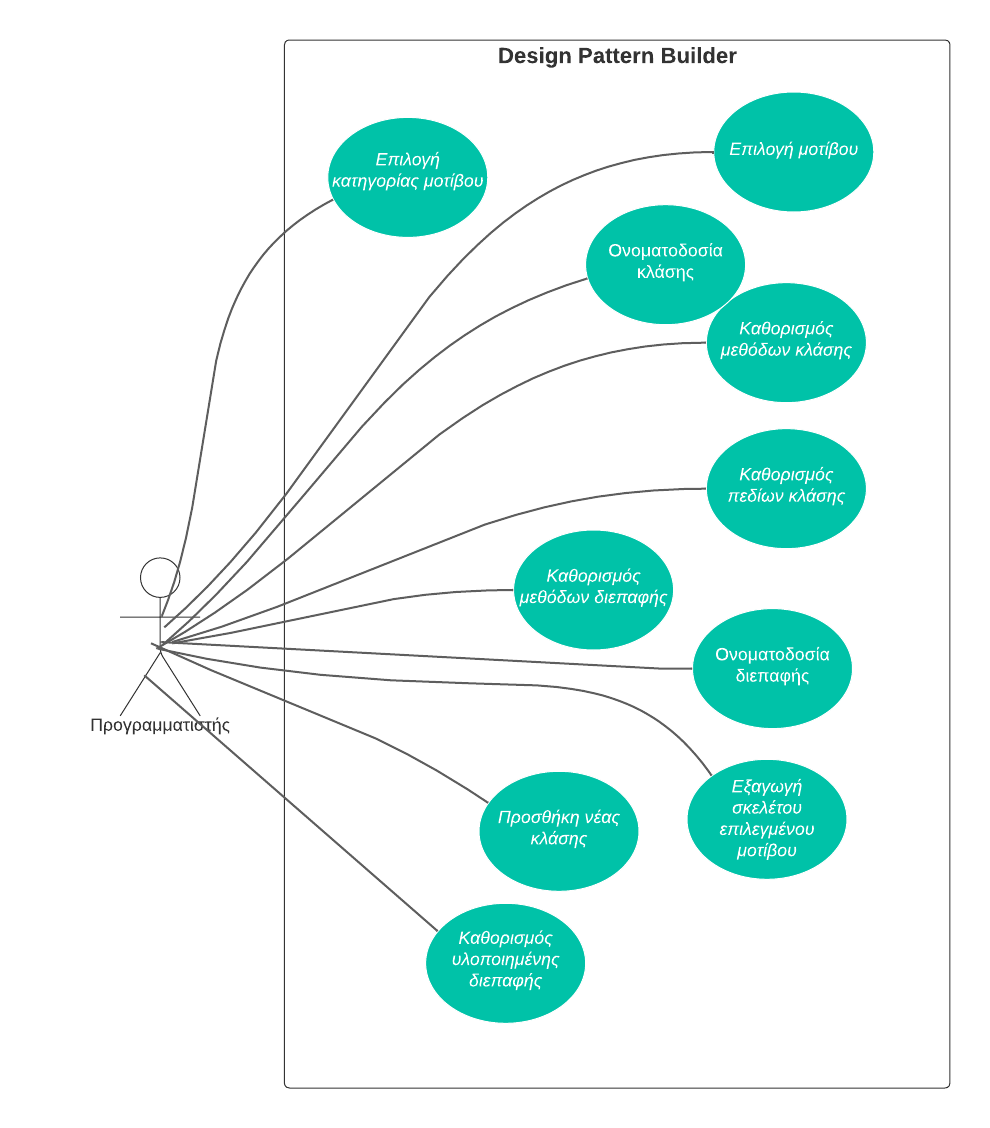 Design Pattern Builder
Επιλογή
κατηγορίας μοτίβου
Επιλογή μοτίβου
Ονοματοδοσία
κλάσης
Καθορισμός
μεθόδων κλάσης
Καθορισμός
πεδίων κλάσης
Καθορισμός
μεθόδων διεπαφής
Ονοματοδοσία
διεπαφής
Προγραμματιστής
Εξαγωγή
σκελέτου
επιλεγμένου
μοτίβου
Προσθήκη νέας
κλάσης
Καθορισμός
υλοποιημένης
διεπαφής